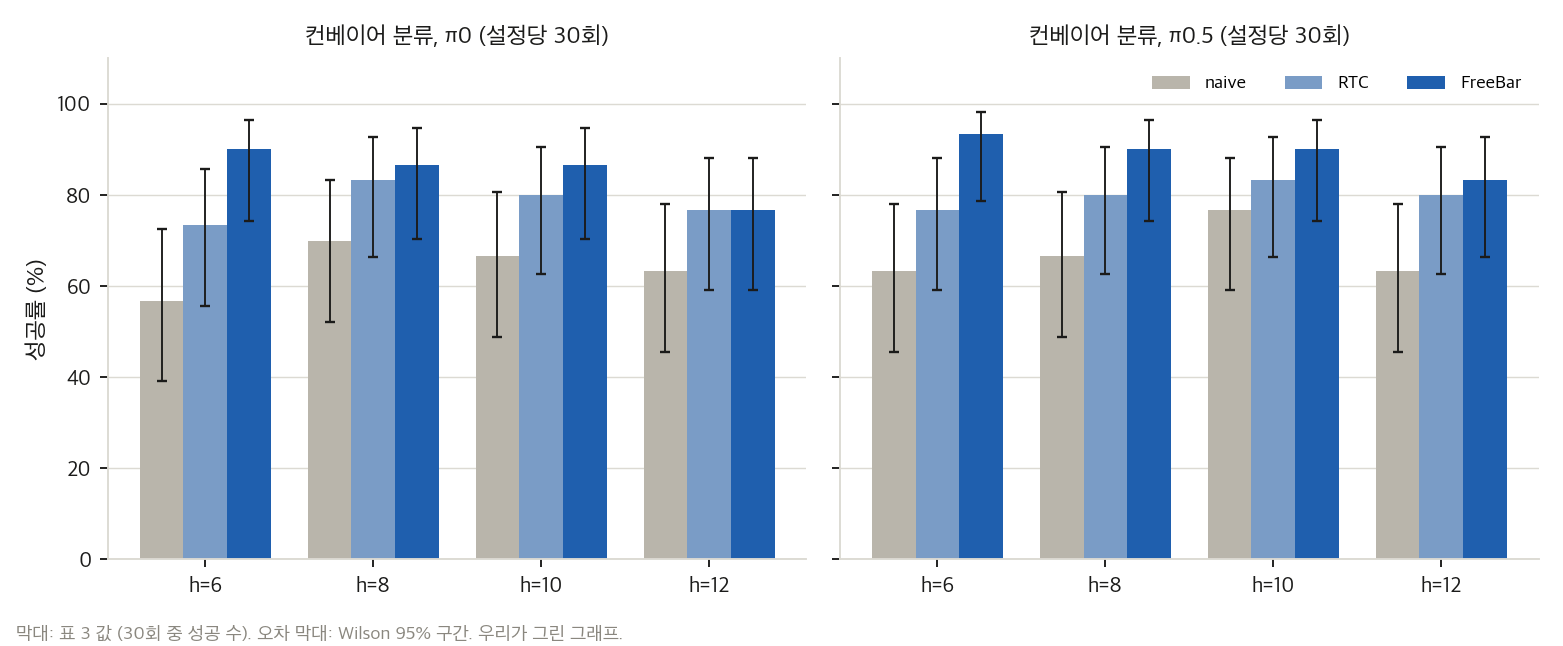 컨베이어 분류, π0 (설정당 30회)
컨베이어 분류, π0.5 (설정당 30회)
naive RTC FreeBar
성공률 (%)
100
80
60
40
20
0
h=6 h=8 h=10 h=12
h=6 h=8 h=10 h=12
막대: 표 3 값 (30회 중 성공 수). 오차 막대: Wilson 95% 구간. 우리가 그린 그래프.